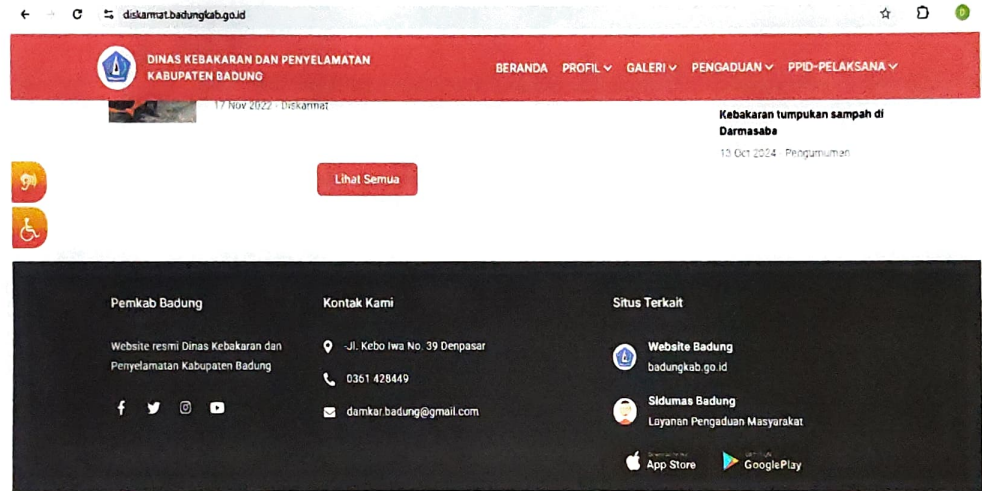 diskarmat.badungkab.go.id
D
DINAS KEBAKARAN DAN PENYELAMATAN
KABUPATEN BADUNG
BERANDA PROFIL GALERI PENGADUAN PPID-PELAKSANA
17 Nov 2022 - Diskarmat
Kebakaran tumpukan sampah di
Darmasaba
13 Oct 2024 - Pengumuman
Lihat Semua
Pemkab Badung
Website resmi Dinas Kebakaran dan
Penyelamatan Kabupaten Badung
Kontak Kami
-Jl. Kebo Iwa No. 39 Denpasar
0361 428449
damkar.badung@gmail.com
Situs Terkait
Website Badung
badungkab.go.id
Sidumas Badung
Layanan Pengaduan Masyarakat
App Store
GooglePlay